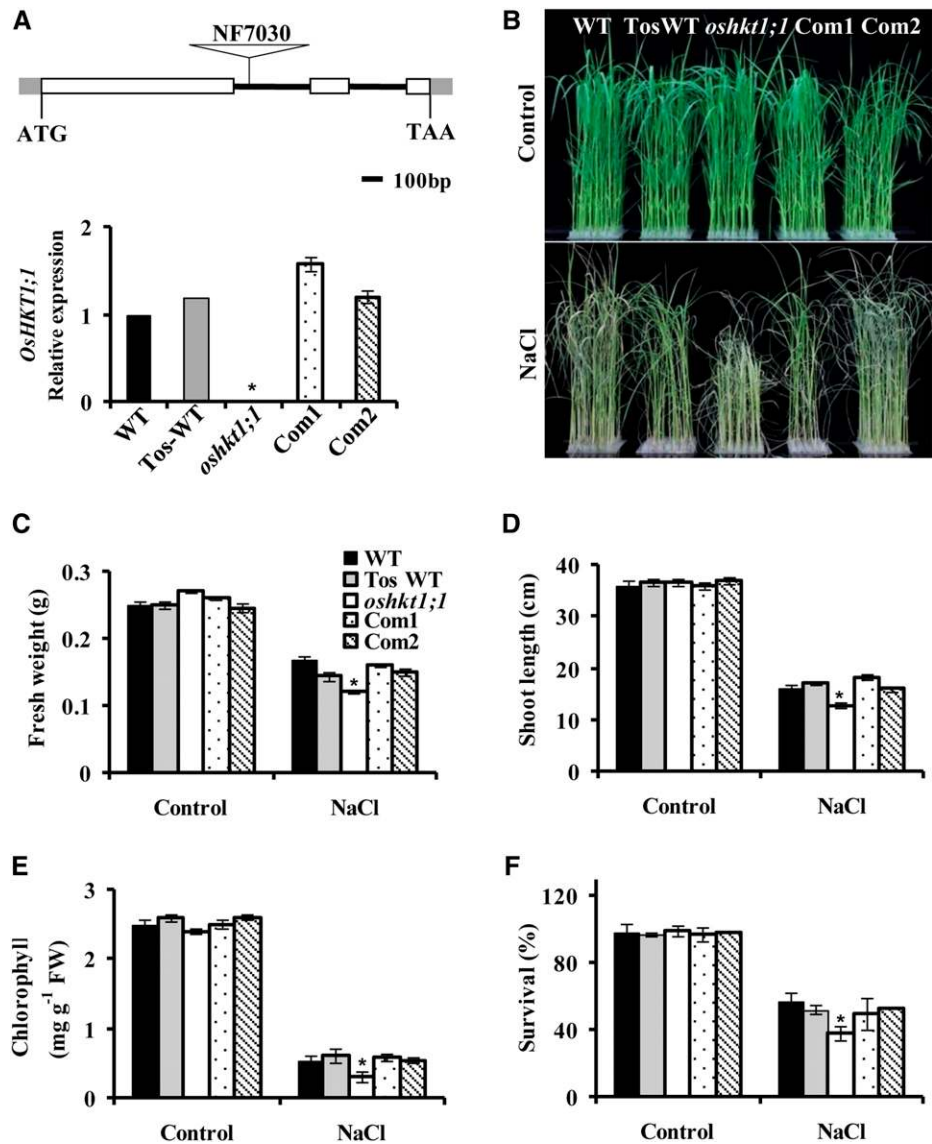 A
NF7030
ATG
TAA
100bp
OsHKT1;1
Relative expression
2
1
0
*
WT
Tos-WT
oshkt1;1
Com1
Com2
B
WT TosWT oshkt1;1 Com1 Com2
Control
NaCl
C
Fresh weight (g)
0.3
0.2
0.1
0
WT
Tos WT
oshkt1;1
Com1
Com2
*
Control
NaCl
D
Shoot length (cm)
40
30
20
10
0
*
Control
NaCl
E
Chlorophyll
(mg g-1 FW)
3
2
1
0
*
Control
NaCl
F
Survival (%)
120
80
40
0
*
Control
NaCl